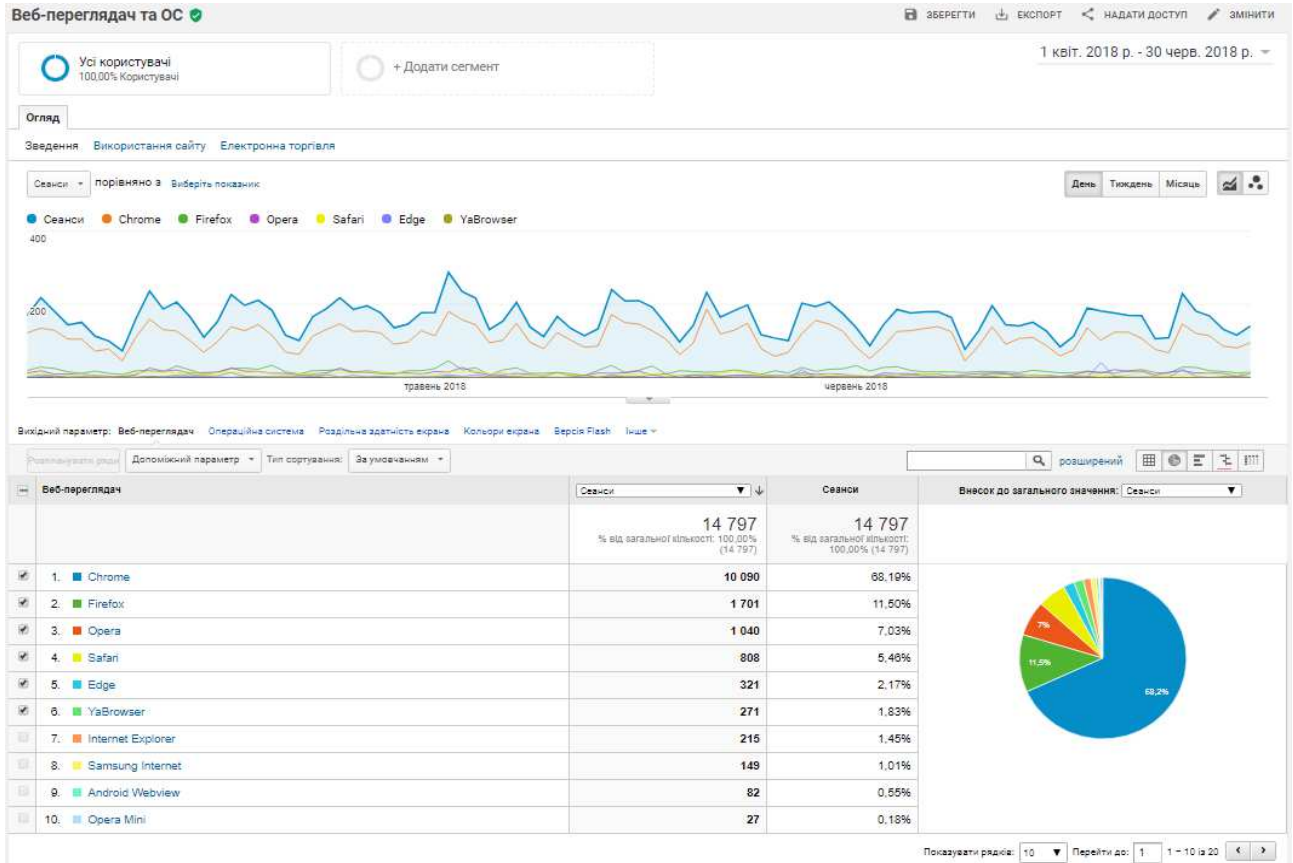 Веб-переглядач та ОС
ЗБЕРЕГТИ ЕКСПОРТ НАДАТИ ДОСТУП ЗМІНИТИ
Усі користувачі
100,00% Користувачі
+ Додати сегмент
1 квіт. 2018 р. - 30 черв. 2018 р.
Огляд
Зведення Використання сайту Електронна торгівля
Сеанси порівняно з Виберіть показник
День Тиждень Місяць
Сеанси Chrome Firefox Opera Safari Edge YaBrowser
400
200
травень 2018 червень 2018
Вихідний параметр: Веб-переглядач Операційна система Роздільна здатність екрана Кольори екрана Версія Flash Інше
Допоміжний параметр Тип сортування: За умовчанням розширений
Веб-переглядач Сеанси Сеанси Внесок до загального значення: Сеанси
14 797 14 797
% від загальної кількості: 100,00% (14 797) % від загальної кількості: 100,00% (14 797)
1. Chrome 10 090 68,19%
2. Firefox 1 701 11,50%
3. Opera 1 040 7,03%
4. Safari 808 5,46%
5. Edge 321 2,17%
6. YaBrowser 271 1,83%
7. Internet Explorer 215 1,45%
8. Samsung Internet 149 1,01%
9. Android Webview 82 0,55%
10. Opera Mini 27 0,18%
7%
11,5%
68,2%
Показувати рядків: 10 Перейти до: 1 1 – 10 із 20